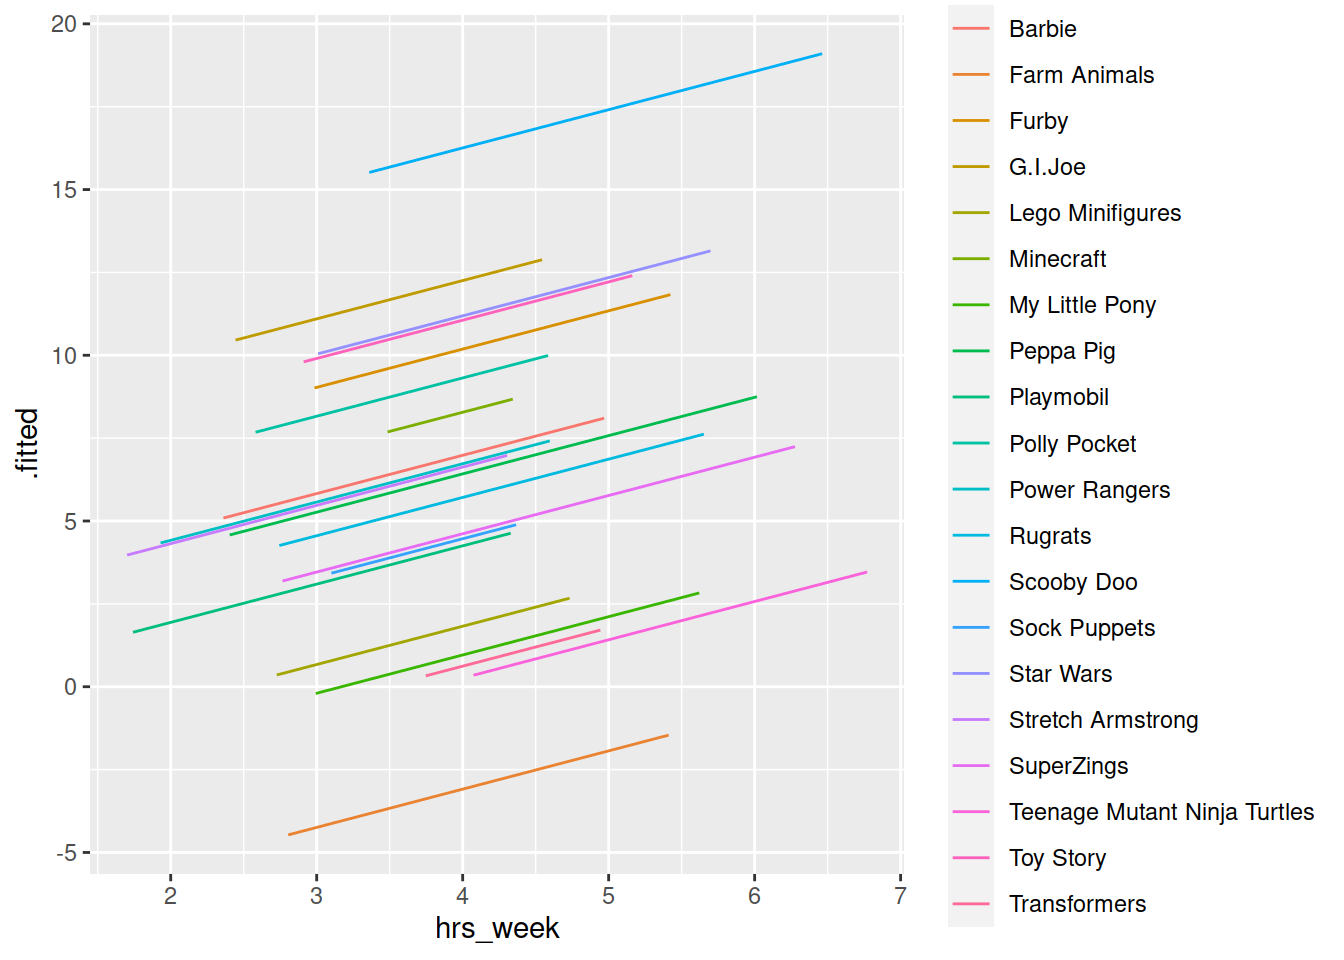 20
15
10
5
0
-5
.fitted
2 3 4 5 6 7
hrs_week
Barbie
Farm Animals
Furby
G.I.Joe
Lego Minifigures
Minecraft
My Little Pony
Peppa Pig
Playmobil
Polly Pocket
Power Rangers
Rugrats
Scooby Doo
Sock Puppets
Star Wars
Stretch Armstrong
SuperZings
Teenage Mutant Ninja Turtles
Toy Story
Transformers